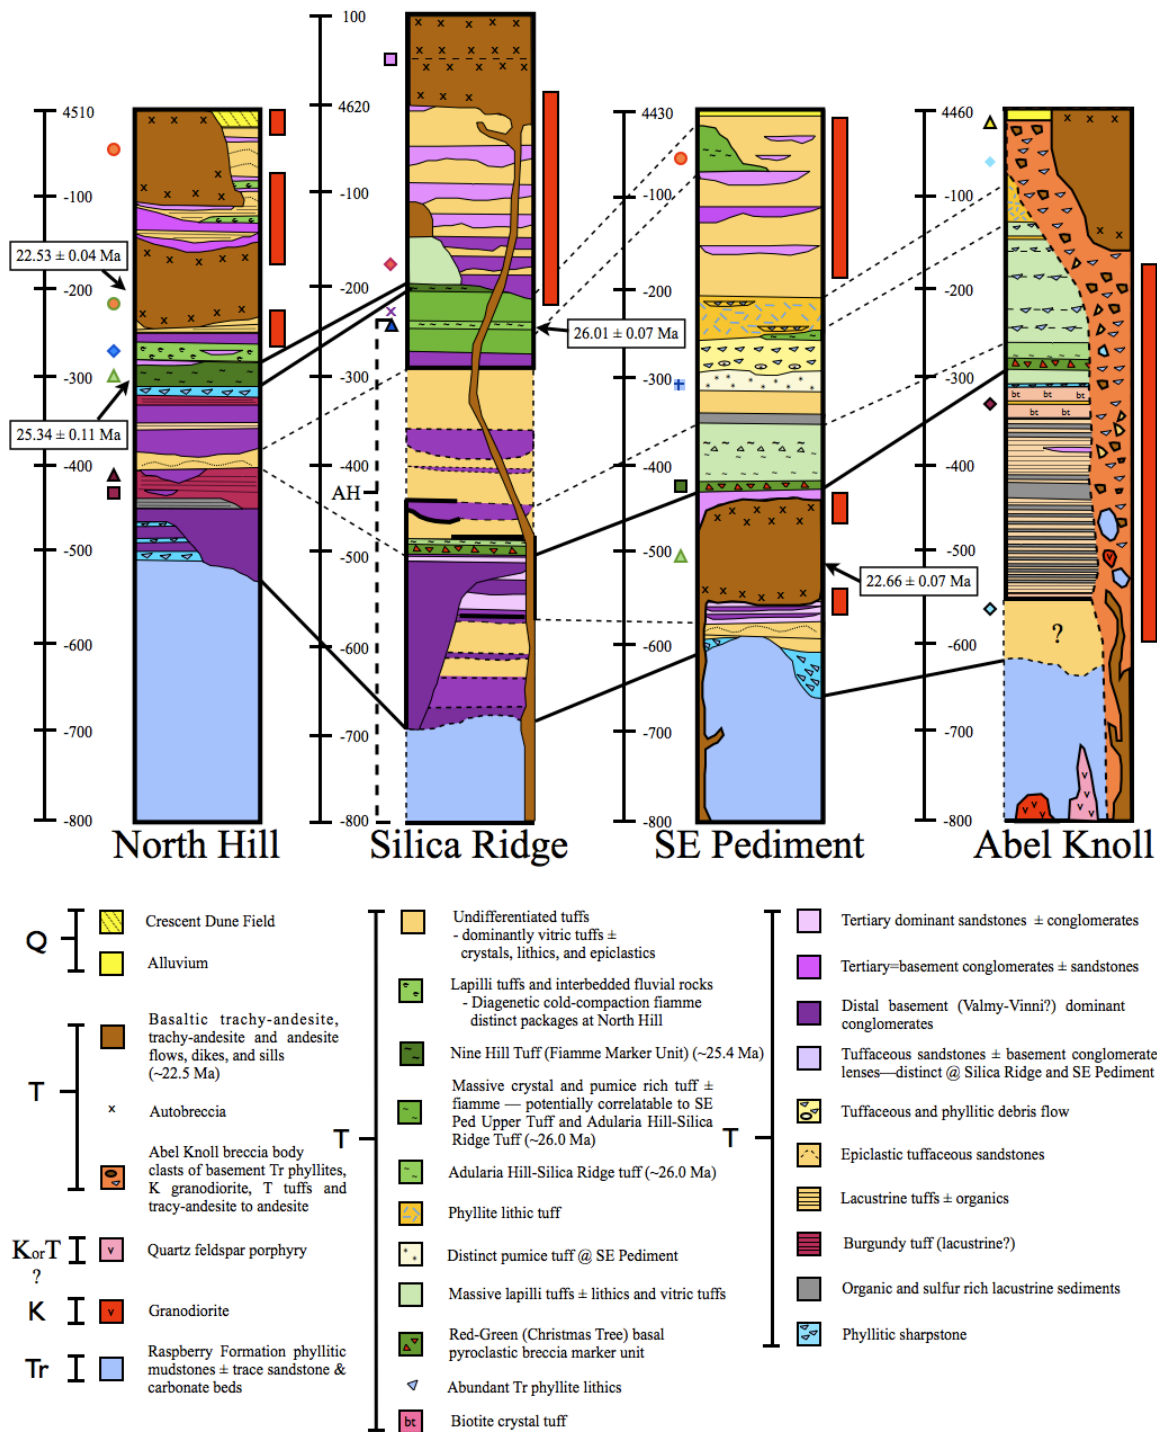 100
4510
4620
4430
4460
-100
-100
-100
-100
22.53 ± 0.04 Ma
-200
-200
-200
-200
26.01 ± 0.07 Ma
-300
-300
-300
-300
25.34 ± 0.11 Ma
bt bt
bt bt
-400
-400
-400
-400
AH
-500
-500
-500
-500
22.66 ± 0.07 Ma
?
-600
-600
-600
-600
-700
-700
-700
-700
-800
-800
-800
-800
North Hill
Silica Ridge
SE Pediment
Abel Knoll
Q
Crescent Dune Field
Alluvium
T
Basaltic trachy-andesite,
trachy-andesite and andesite
flows, dikes, and sills
(~22.5 Ma)
x Autobreccia
Abel Knoll breccia body
clasts of basement Tr phyllites,
K granodiorite, T tuffs and
tracy-andesite to andesite
KorT
?
v Quartz feldspar porphyry
K
v Granodiorite
Tr
Raspberry Formation phyllitic
mudstones ± trace sandstone &
carbonate beds
T
Undifferentiated tuffs
- dominantly vitric tuffs ±
crystals, lithics, and epiclastics
Lapilli tuffs and interbedded fluvial rocks
- Diagenetic cold-compaction fiamme
distinct packages at North Hill
Nine Hill Tuff (Fiamme Marker Unit) (~25.4 Ma)
Massive crystal and pumice rich tuff ±
fiamme — potentially correlatable to SE
Ped Upper Tuff and Adularia Hill-Silica
Ridge Tuff (~26.0 Ma)
Adularia Hill-Silica Ridge tuff (~26.0 Ma)
Phyllite lithic tuff
Distinct pumice tuff @ SE Pediment
Massive lapilli tuffs ± lithics and vitric tuffs
Red-Green (Christmas Tree) basal
pyroclastic breccia marker unit
Abundant Tr phyllite lithics
bt Biotite crystal tuff
T
Tertiary dominant sandstones ± conglomerates
Tertiary=basement conglomerates ± sandstones
Distal basement (Valmy-Vinni?) dominant
conglomerates
Tuffaceous sandstones ± basement conglomerate
lenses—distinct @ Silica Ridge and SE Pediment
Tuffaceous and phyllitic debris flow
Epiclastic tuffaceous sandstones
Lacustrine tuffs ± organics
Burgundy tuff (lacustrine?)
Organic and sulfur rich lacustrine sediments
Phyllitic sharpstone